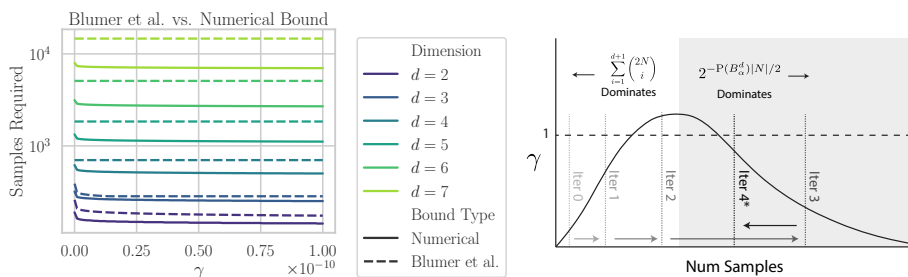 Blumer et al. vs. Numerical Bound
Samples Required
10^4
10^3
0.00 0.25 0.50 0.75 1.00
×10^{-10}
γ
Dimension
d = 2
d = 3
d = 4
d = 5
d = 6
d = 7
Bound Type
Numerical
Blumer et al.
\sum_{i=1}^{d+1} \binom{2N}{i}
Dominates
2^{-P(B_α^d)|N|/2}
Dominates
1
γ
Iter 0
Iter 1
Iter 2
Iter 4*
Iter 3
Num Samples